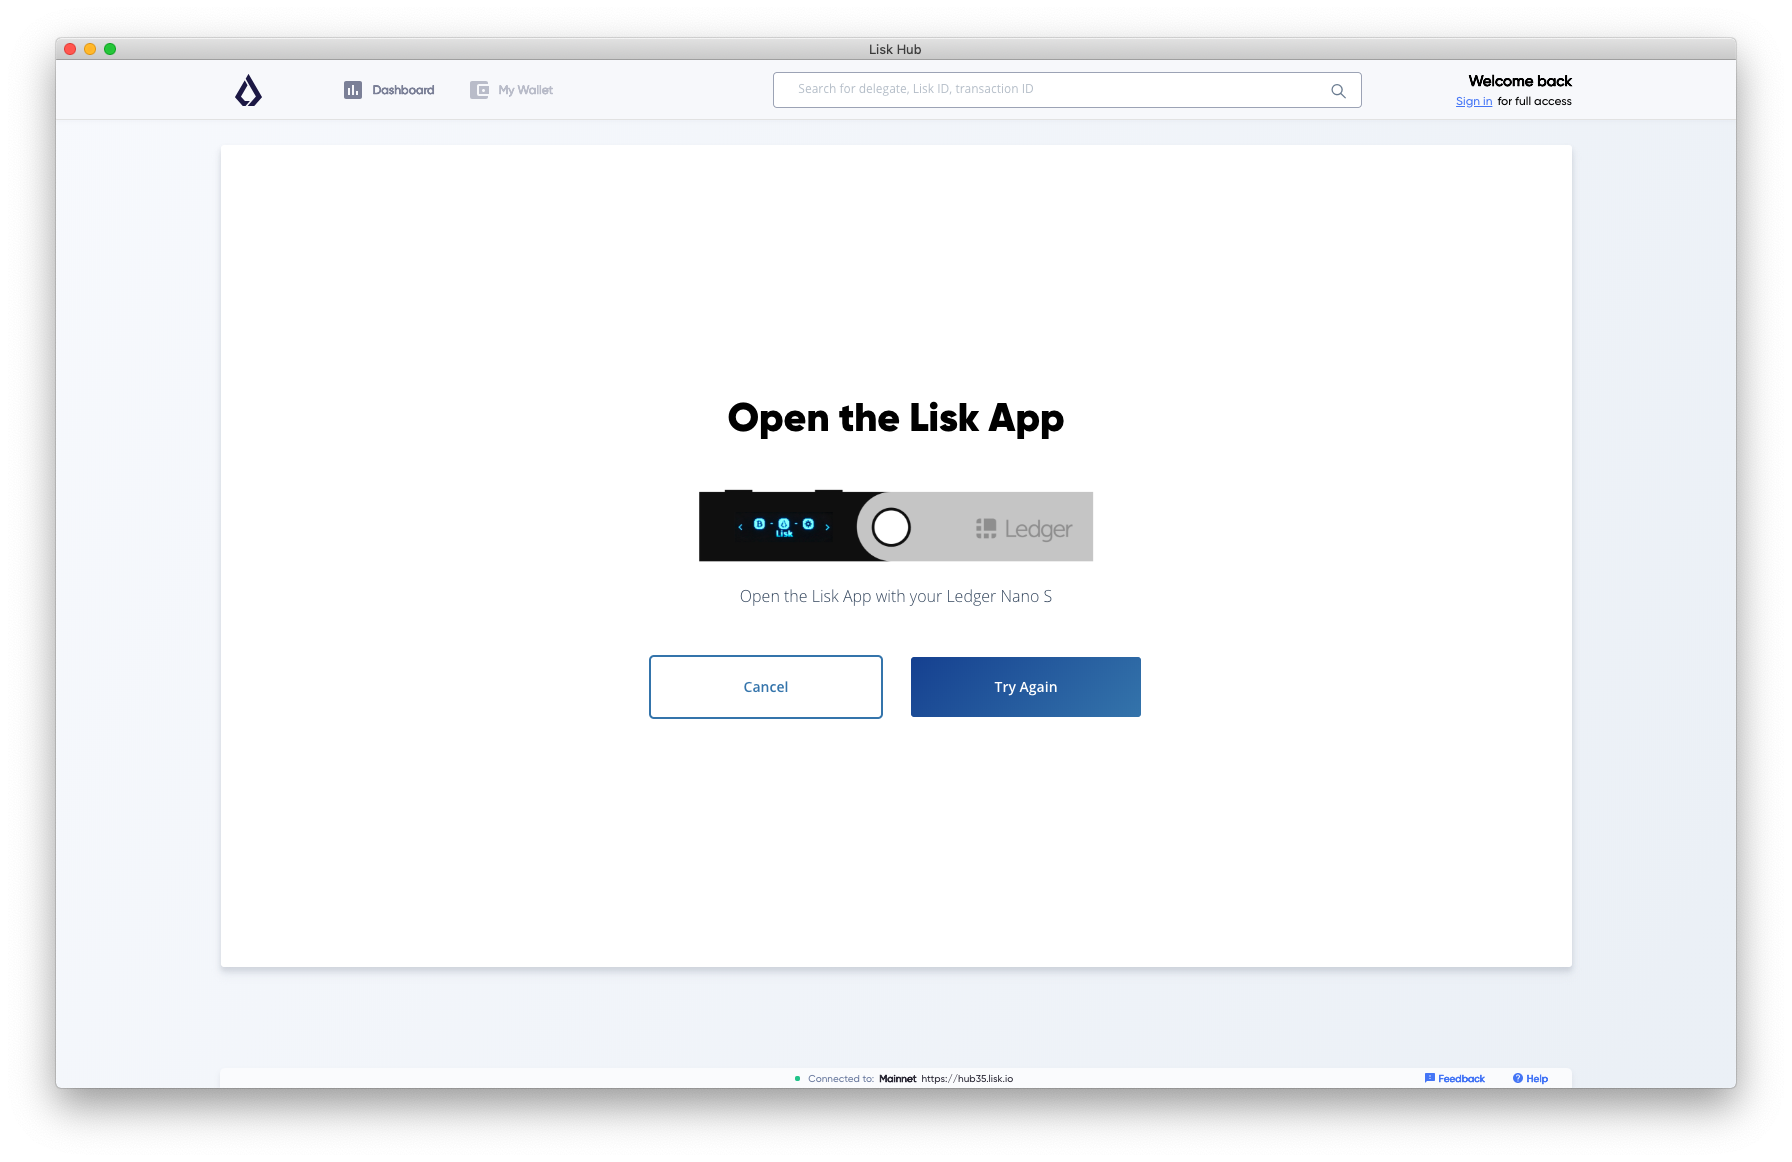 Lisk Hub
Dashboard
My Wallet
Search for delegate, Lisk ID, transaction ID
Welcome back
Sign in for full access
Open the Lisk App
Lisk
Ledger
Open the Lisk App with your Ledger Nano S
Cancel
Try Again
Connected to: Mainnet https://hub35.lisk.io
Feedback
Help